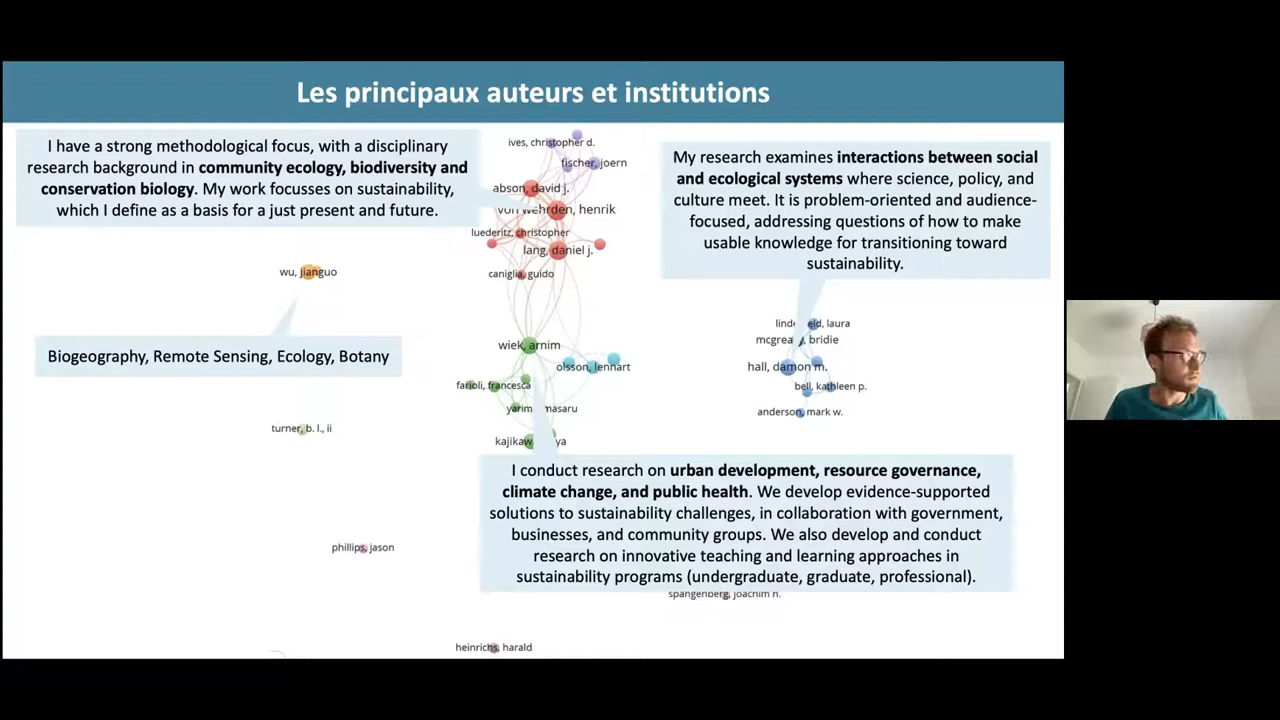 Les principaux auteurs et institutions
I have a strong methodological focus, with a disciplinary
research background in community ecology, biodiversity and
conservation biology. My work focusses on sustainability,
which I define as a basis for a just present and future.
ives, christopher d.
fischer, joern
abson, david j.
von wehrden, henrik
luederitz, christopher
lang, daniel j.
caniglia, guido
My research examines interactions between social
and ecological systems where science, policy, and
culture meet. It is problem-oriented and audience-
focused, addressing questions of how to make
usable knowledge for transitioning toward
sustainability.
wu, jianguo
Biogeography, Remote Sensing, Ecology, Botany
wiek, arnim
olsson, lennart
farioli, francesca
masaru
laura
bridie
hall, damon m.
bell, kathleen p.
anderson, mark w.
turner, b. l., ii
I conduct research on urban development, resource governance,
climate change, and public health. We develop evidence-supported
solutions to sustainability challenges, in collaboration with government,
businesses, and community groups. We also develop and conduct
research on innovative teaching and learning approaches in
sustainability programs (undergraduate, graduate, professional).
phillips, jason
spangenberg, joachim h.
heinrichs, harald